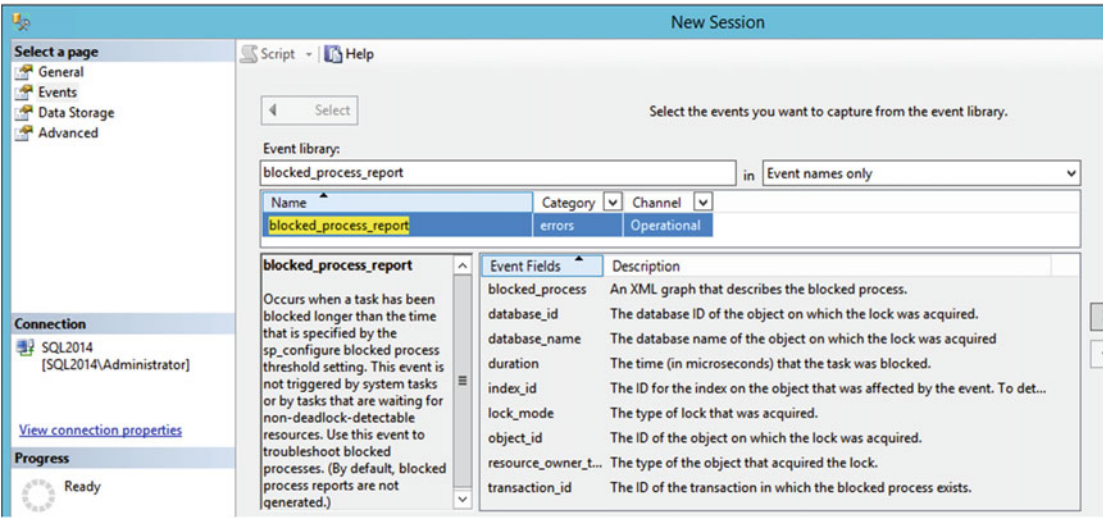 New Session
Select a page
General
Events
Data Storage
Advanced
Script
Help
Select
Select the events you want to capture from the event library.
Event library:
blocked_process_report
in
Event names only
Name
Category
Channel
blocked_process_report
errors
Operational
blocked_process_report
Occurs when a task has been
blocked longer than the time
that is specified by the
sp_configure blocked process
threshold setting. This event is
not triggered by system tasks
or by tasks that are waiting for
non-deadlock-detectable
resources. Use this event to
troubleshoot blocked
processes. (By default, blocked
process reports are not
generated.)
Event Fields Description
blocked_process An XML graph that describes the blocked process.
database_id The database ID of the object on which the lock was acquired.
database_name The database name of the object on which the lock was acquired
duration The time (in microseconds) that the task was blocked.
index_id The ID for the index on the object that was affected by the event. To det...
lock_mode The type of lock that was acquired.
object_id The ID of the object on which the lock was acquired.
resource_owner_t... The type of the object that acquired the lock.
transaction_id The ID of the transaction in which the blocked process exists.
Connection
SQL2014
[SQL2014\Administrator]
View connection properties
Progress
Ready